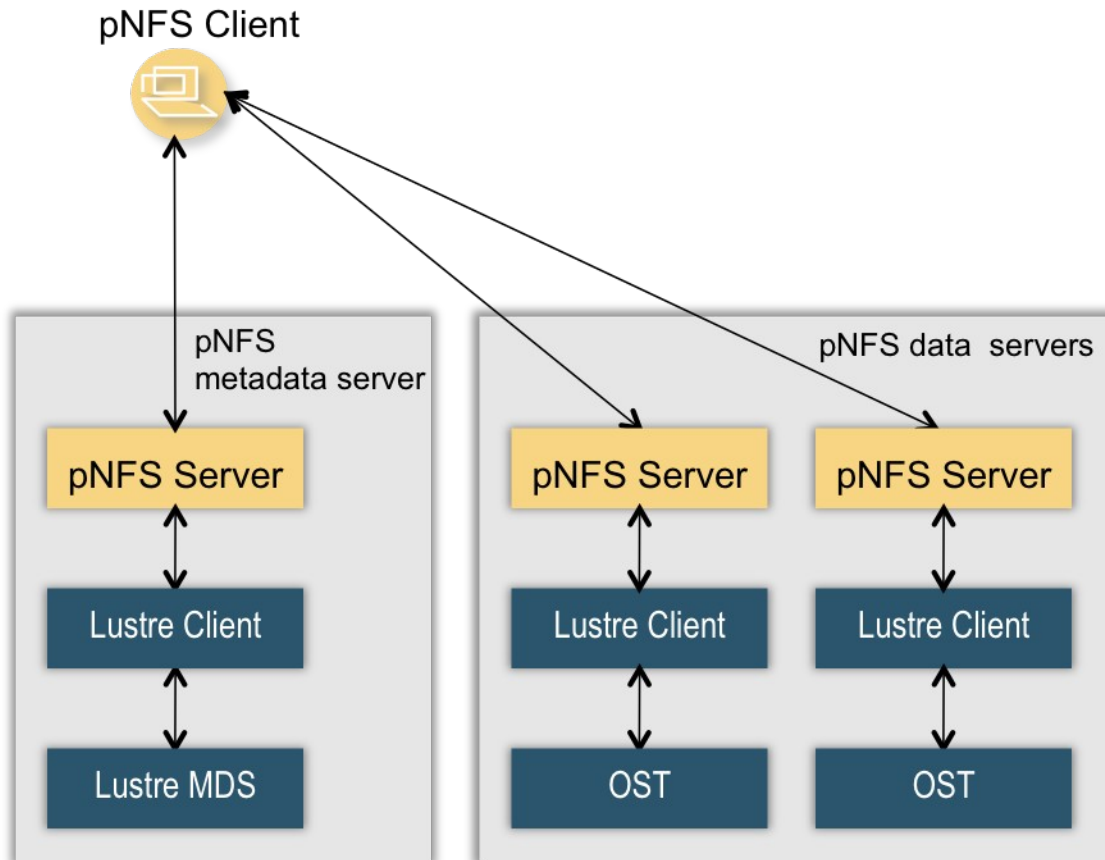 pNFS Client
pNFS
metadata server
pNFS data servers
pNFS Server
pNFS Server
pNFS Server
Lustre Client
Lustre Client
Lustre Client
Lustre MDS
OST
OST